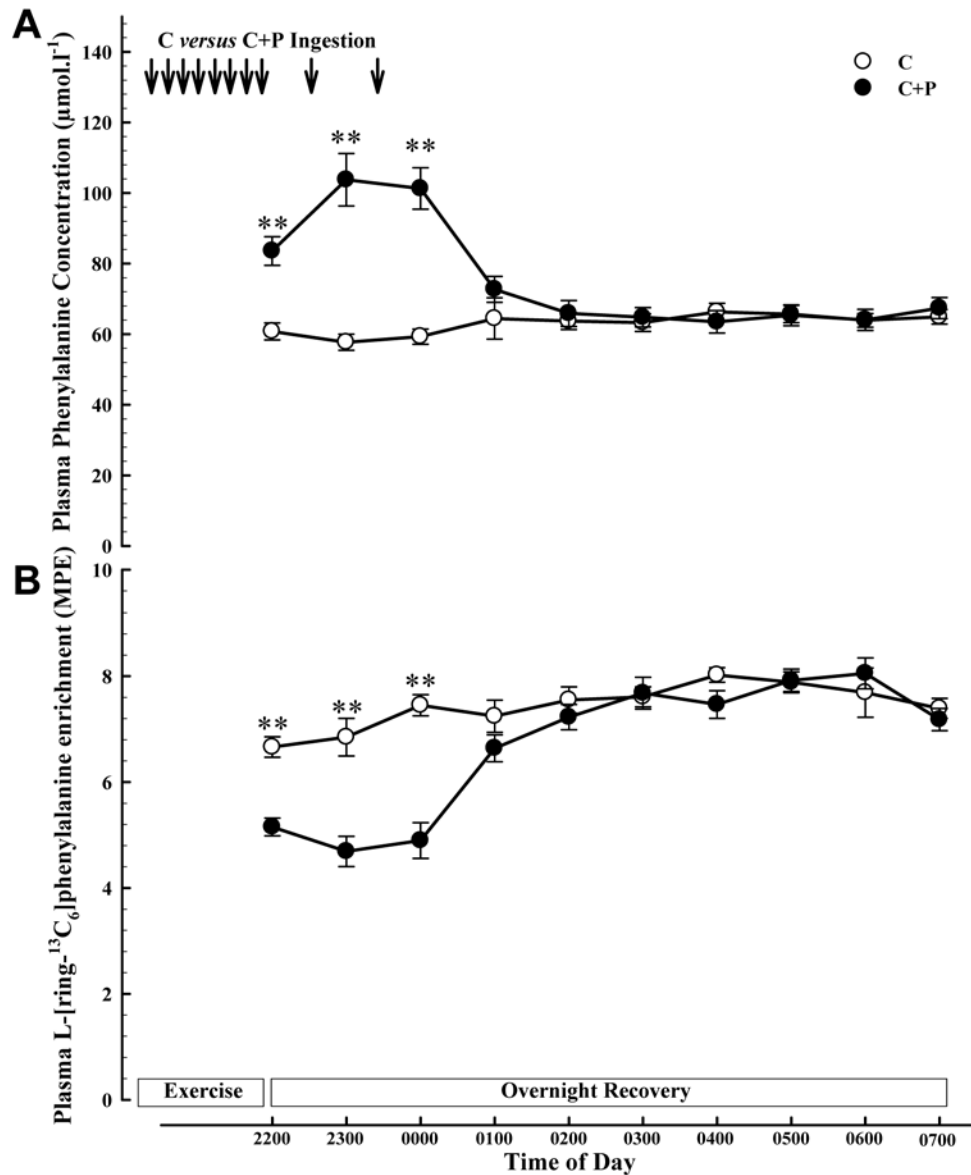 A
C versus C+P Ingestion
C
C+P
Plasma Phenylalanine Concentration (µmol.l⁻¹)
140
120
100
80
60
40
20
0
**
**
**
B
Plasma L-[ring-¹³C₆]phenylalanine enrichment (MPE)
10
8
6
4
2
0
**
**
**
Exercise
Overnight Recovery
2200 2300 0000 0100 0200 0300 0400 0500 0600 0700
Time of Day